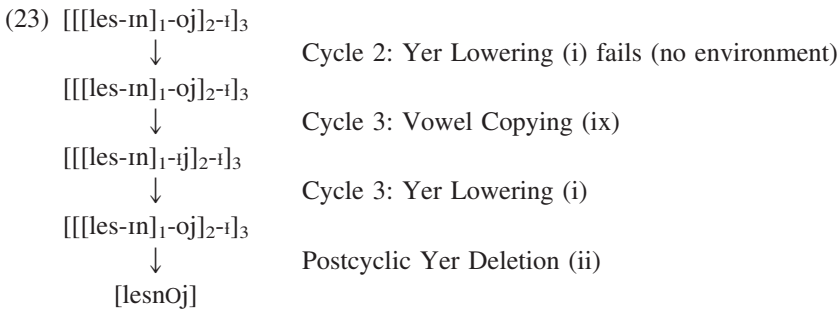 (23) [[[les-ɪn]₁-oj]₂-ᵻ]₃
↓ Cycle 2: Yer Lowering (i) fails (no environment)
[[[les-ɪn]₁-oj]₂-ᵻ]₃
↓ Cycle 3: Vowel Copying (ix)
[[[les-ɪn]₁-ᵻj]₂-ᵻ]₃
↓ Cycle 3: Yer Lowering (i)
[[[les-ɪn]₁-oj]₂-ᵻ]₃
↓ Postcyclic Yer Deletion (ii)
[lesnOj]